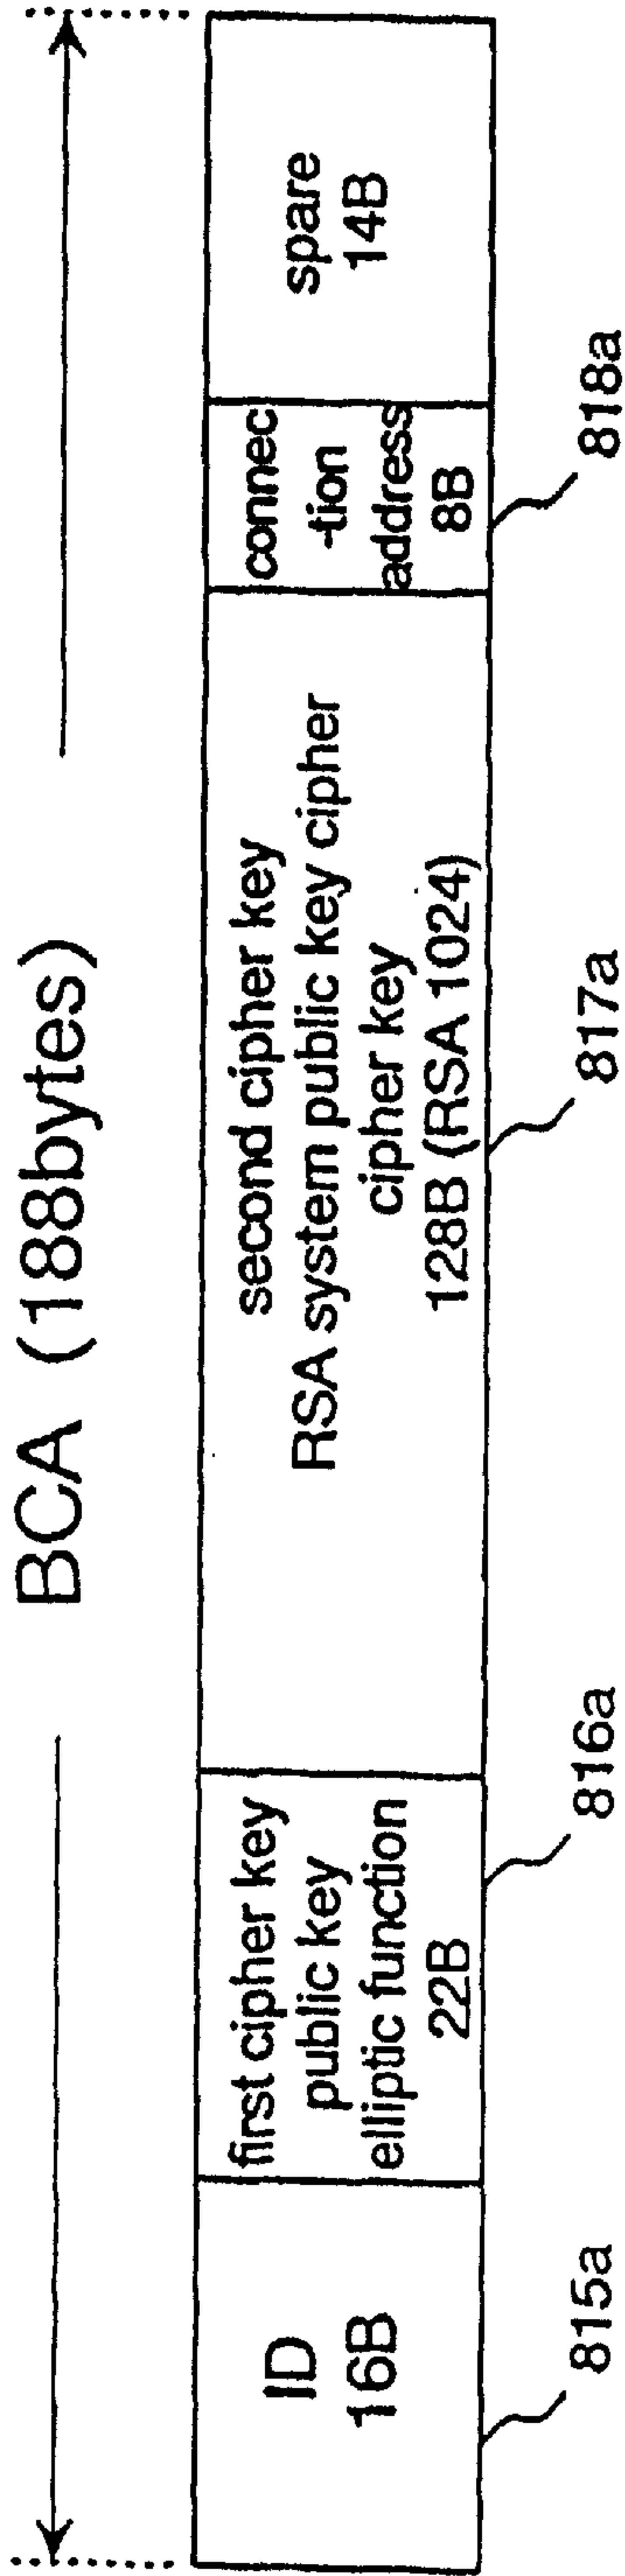 BCA (188bytes)
ID
16B
first cipher key
public key
elliptic function
22B
second cipher key
RSA system public key cipher
cipher key
128B (RSA 1024)
connec
-tion
address
8B
spare
14B
815a
816a
817a
818a